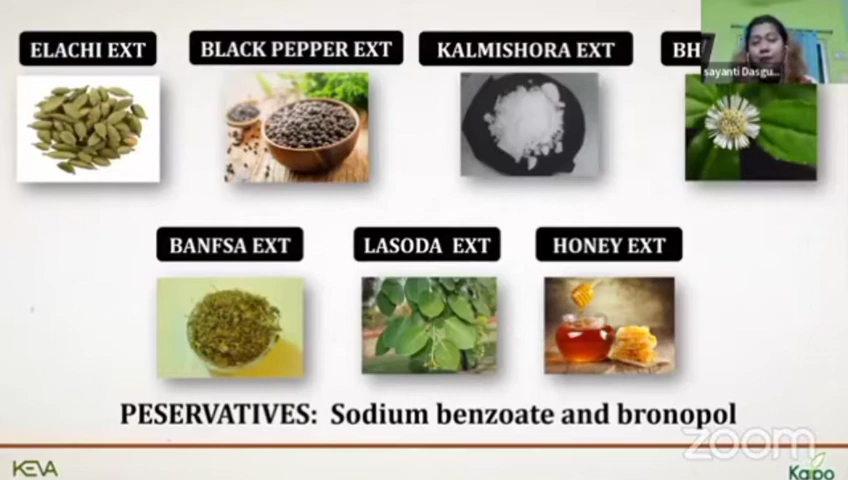 ELACHI EXT
BLACK PEPPER EXT
KALMISHORA EXT
BH
sayanti Dasgu...
BANFSA EXT
LASODA EXT
HONEY EXT
PESERVATIVES: Sodium benzoate and bronopol
zoom
KEVA
Kaipo